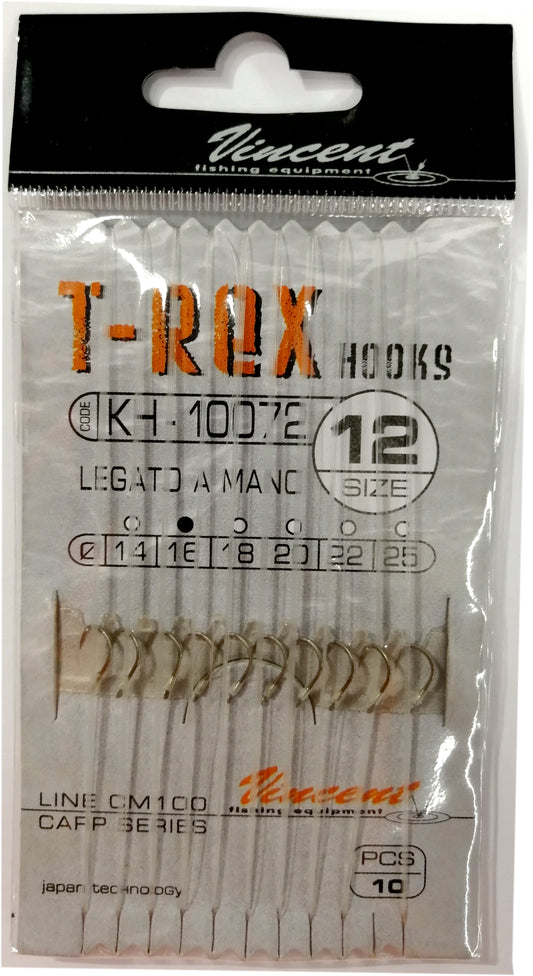 Vincent
fishing equipment
T-Rex HOOKS
CODE KH-10072
12
SIZE
LEGATO A MANO
Ø 14 16 18 20 22 25
Vincent
fishing equipment
LINE CM100
CARP SERIES
PCS
10
japan technology